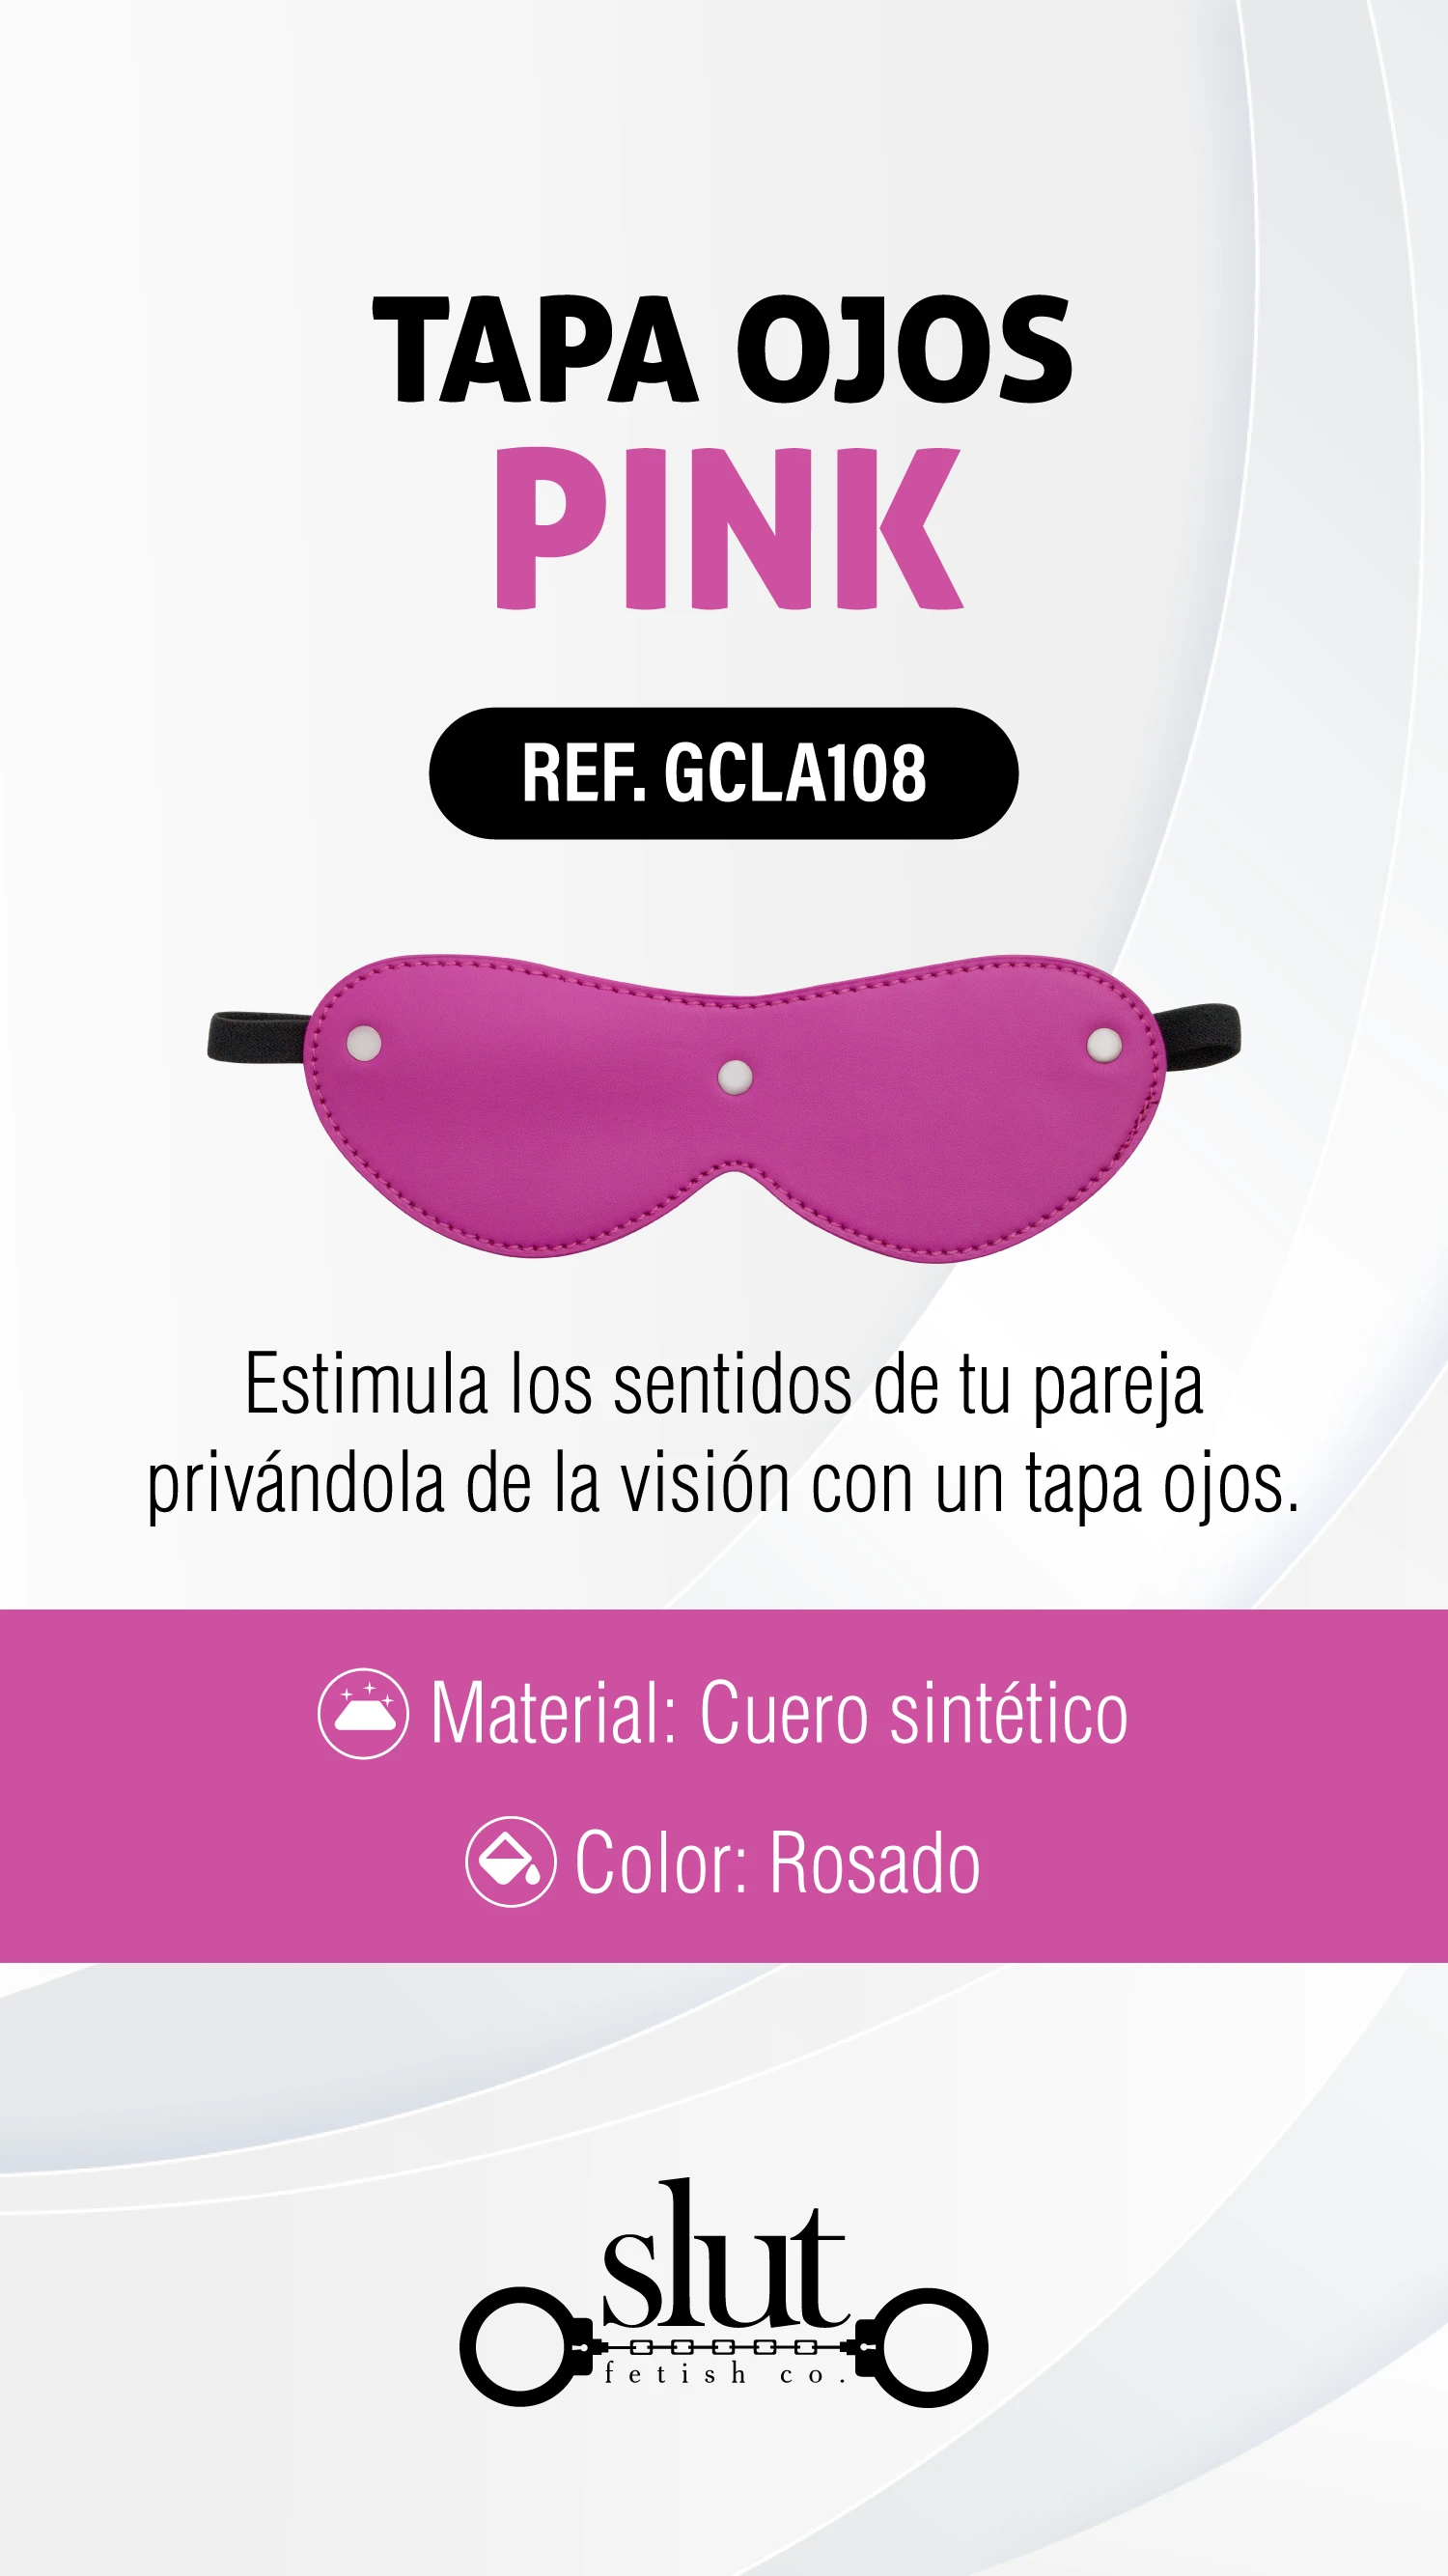 TAPA OJOS
PINK
REF. GCLA108
Estimula los sentidos de tu pareja
privándola de la visión con un tapa ojos.
Material: Cuero sintético
Color: Rosado
slut
fetish co.